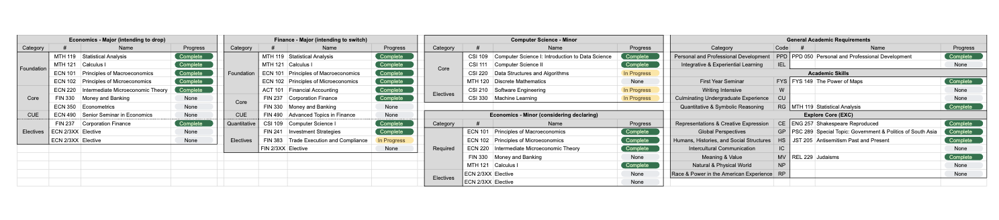 Economics - Major (intending to drop)
Category # Name Progress
Foundation
MTH 119 Statistical Analysis Complete
MTH 121 Calculus I Complete
ECN 101 Principles of Macroeconomics Complete
ECN 102 Principles of Microeconomics Complete
Core
ECN 220 Intermediate Microeconomic Theory Complete
FIN 330 Money and Banking None
ECN 350 Econometrics None
CUE ECN 490 Senior Seminar in Economics None
Electives
FIN 237 Corporation Finance Complete
ECN 2/3XX Elective None
ECN 2/3XX Elective None
Finance - Major (intending to switch)
Category # Name Progress
Foundation
MTH 119 Statistical Analysis Complete
MTH 121 Calculus I Complete
ECN 101 Principles of Macroeconomics Complete
ECN 102 Principles of Microeconomics Complete
ACT 101 Financial Accounting Complete
Core
FIN 237 Corporation Finance Complete
FIN 330 Money and Banking None
CUE FIN 490 Advanced Topics in Finance None
Quantitative CSI 109 Computer Science I Complete
Electives
FIN 241 Investment Strategies Complete
FIN 383 Trade Execution and Compliance In Progress
FIN 2/3XX Elective None
Computer Science - Minor
Category # Name Progress
Core
CSI 109 Computer Science I: Introduction to Data Science Complete
CSI 111 Computer Science II Complete
CSI 220 Data Structures and Algorithms In Progress
MTH 120 Discrete Mathematics None
Electives
CSI 210 Software Engineering In Progress
CSI 330 Machine Learning In Progress
Economics - Minor (considering declaring)
Category # Name Progress
Required
ECN 101 Principles of Macroeconomics Complete
ECN 102 Principles of Microeconomics Complete
ECN 220 Intermediate Microeconomic Theory Complete
FIN 330 Money and Banking None
MTH 121 Calculus I Complete
Electives
ECN 2/3XX Elective None
ECN 2/3XX Elective None
General Academic Requirements
Category Code # Name Progress
Personal and Professional Development PPD PPD 050 Personal and Professional Development Complete
Integrative & Experiential Learning IEL None
Academic Skills
First Year Seminar FYS FYS 149 The Power of Maps Complete
Writing Intensive W None
Culminating Undergraduate Experience CU None
Quantitative & Symbolic Reasoning RG MTH 119 Statistical Analysis Complete
Explore Core (EXC)
Representations & Creative Expression CE ENG 257 Shakespeare Reproduced Complete
Global Perspectives GP PSC 289 Special Topic: Government & Politics of South Asia Complete
Humans, Histories, and Social Structures HS JST 205 Antisemitism Past and Present Complete
Intercultural Communication IC None
Meaning & Value MV REL 229 Judaisms Complete
Natural & Physical World NP None
Race & Power in the American Experience RP None